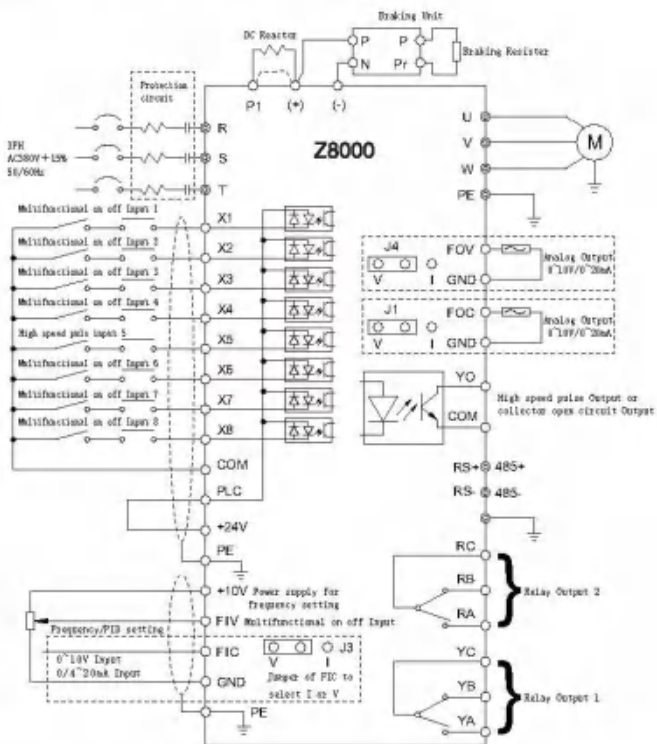 Braking Unit
DC Reactor
P P
N Pr
Braking Resister
Protection
circuit
P1 (+) (-)
Z8000
3PH
AC380V+15%
50/60Hz
R
S
T
U
V
W
PE
M
Multifunctional on off Input 1
X1
Multifunctional on off Input 2
X2
Multifunctional on off Input 3
X3
Multifunctional on off Input 4
X4
High speed puls input 5
X5
Multifunctional on off Input 6
X6
Multifunctional on off Input 7
X7
Multifunctional on off Input 8
X8
COM
PLC
+24V
PE
J4
V I
FOV
GND
Analog Output
0~10V/0~20mA
J1
V I
FOC
GND
Analog Output
0~10V/0~20mA
YO
COM
High speed pulse Output or
collector open circuit Output
RS+ 485+
RS- 485-
RC
RB
RA
Relay Output 2
YC
YB
YA
Relay Output 1
+10V Power supply for
frequency setting
FIV Multifunctional on off Input
Frequency/PID setting
FIC
0~10V Input
0/4~20mA Input
GND
J3
V I
Jumper of FIC to
select I or V
PE